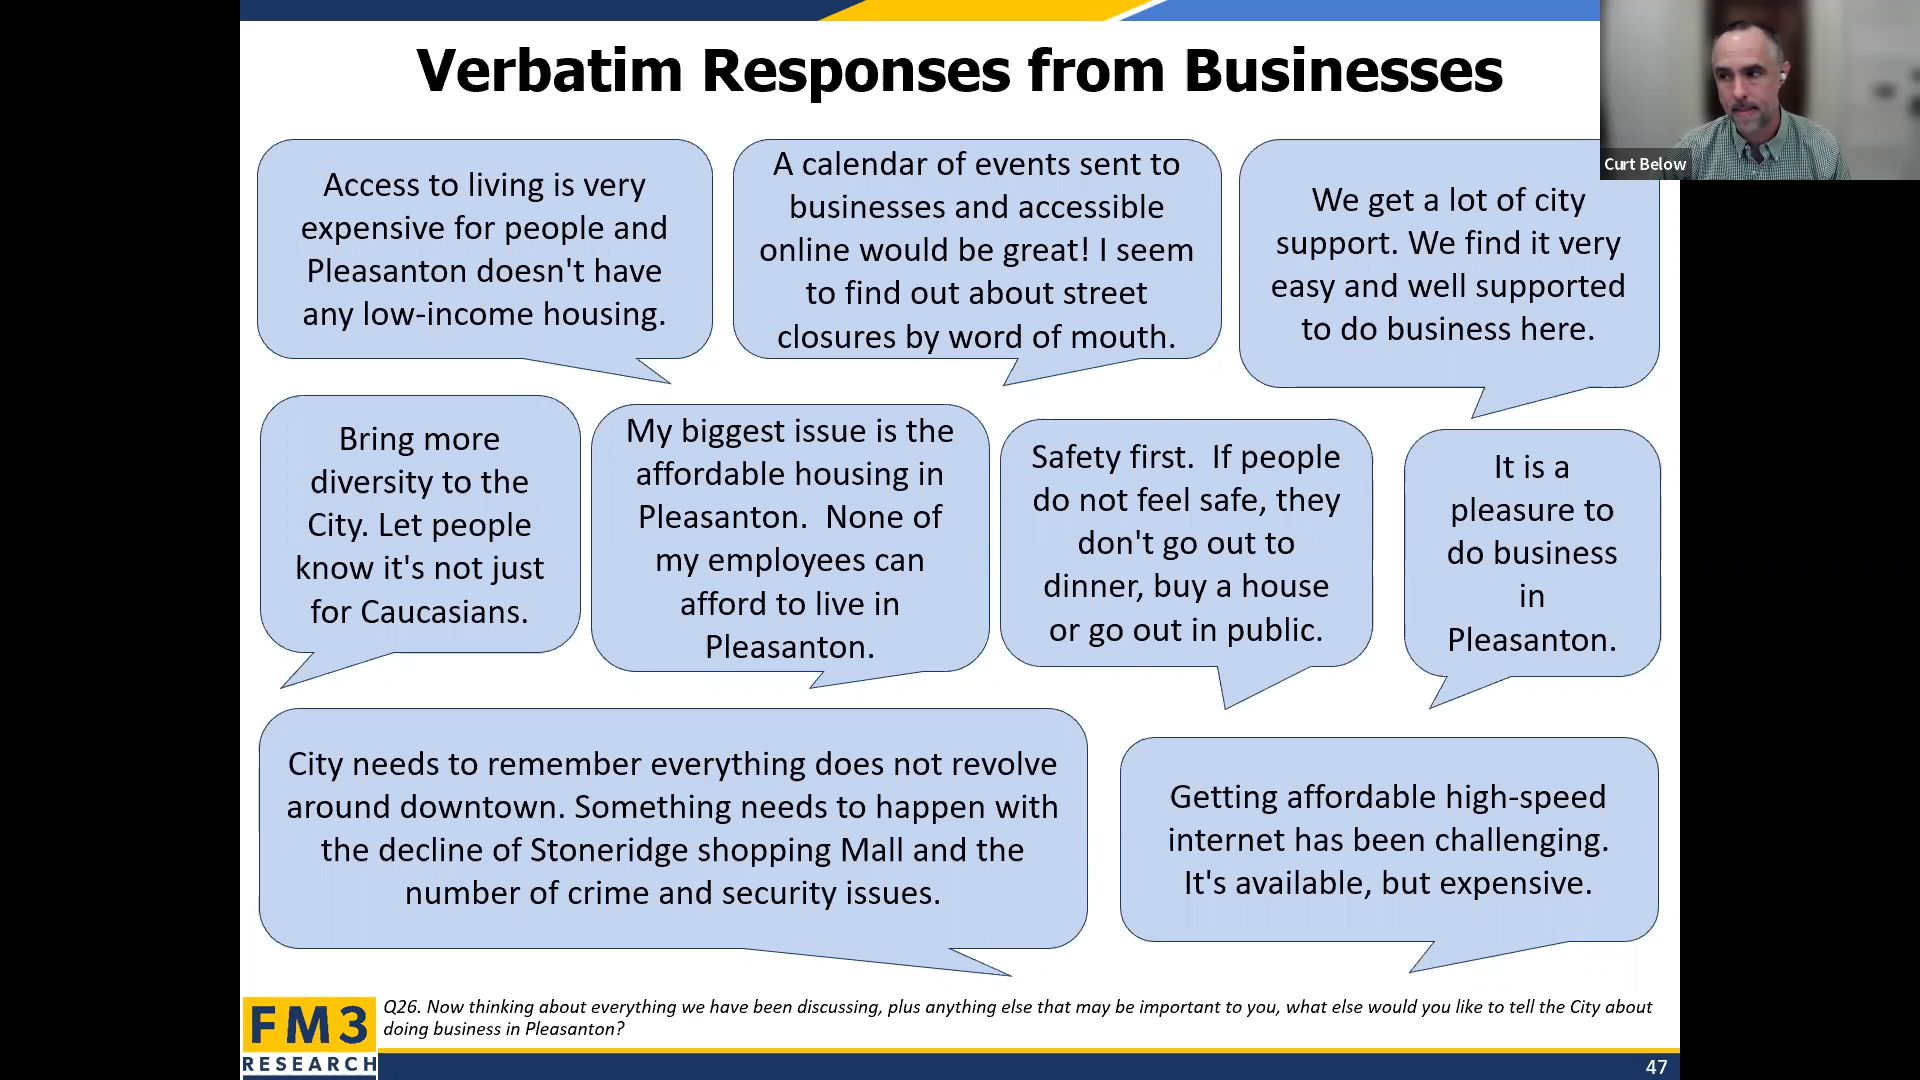 Verbatim Responses from Businesses
Curt Below
Access to living is very
expensive for people and
Pleasanton doesn't have
any low-income housing.
A calendar of events sent to
businesses and accessible
online would be great! I seem
to find out about street
closures by word of mouth.
We get a lot of city
support. We find it very
easy and well supported
to do business here.
Bring more
diversity to the
City. Let people
know it's not just
for Caucasians.
My biggest issue is the
affordable housing in
Pleasanton.  None of
my employees can
afford to live in
Pleasanton.
Safety first.  If people
do not feel safe, they
don't go out to
dinner, buy a house
or go out in public.
It is a
pleasure to
do business
in
Pleasanton.
City needs to remember everything does not revolve
around downtown. Something needs to happen with
the decline of Stoneridge shopping Mall and the
number of crime and security issues.
Getting affordable high-speed
internet has been challenging.
It's available, but expensive.
FM3
RESEARCH
Q26. Now thinking about everything we have been discussing, plus anything else that may be important to you, what else would you like to tell the City about
doing business in Pleasanton?
47